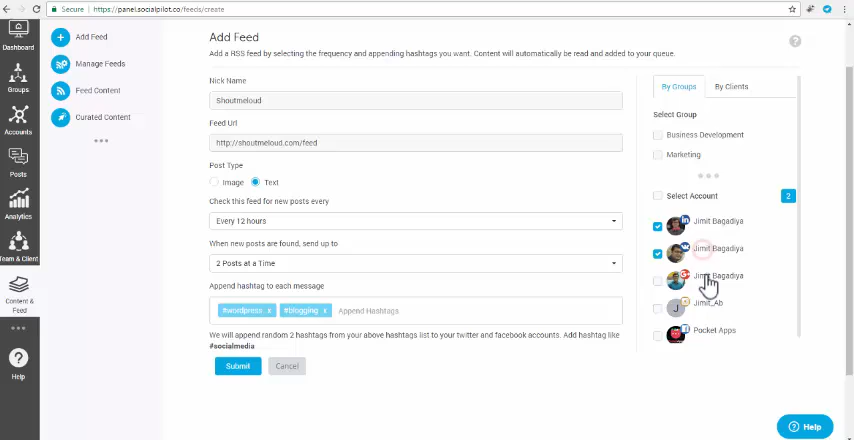 Secure https://panel.socialpilot.co/feeds/create
Dashboard
Groups
Accounts
Posts
Analytics
Team & Client
Content &
Feed
Help
Add Feed
Manage Feeds
Feed Content
Curated Content
Add Feed
Add a RSS feed by selecting the frequency and appending hashtags you want. Content will automatically be read and added to your queue.
Nick Name
Shoutmeloud
Feed Url
http://shoutmeloud.com/feed
Post Type
Image Text
Check this feed for new posts every
Every 12 hours
When new posts are found, send up to
2 Posts at a Time
Append hashtag to each message
#wordpress x #blogging x Append Hashtags
We will append random 2 hashtags from your above hashtags list to your twitter and facebook accounts. Add hashtag like
#socialmedia
Submit Cancel
?
By Groups By Clients
Select Group
Business Development
Marketing
Select Account 2
Jimit Bagadiya
Jimit Bagadiya
Jimit Bagadiya
J Jimit_Ab
Pocket Apps
? Help